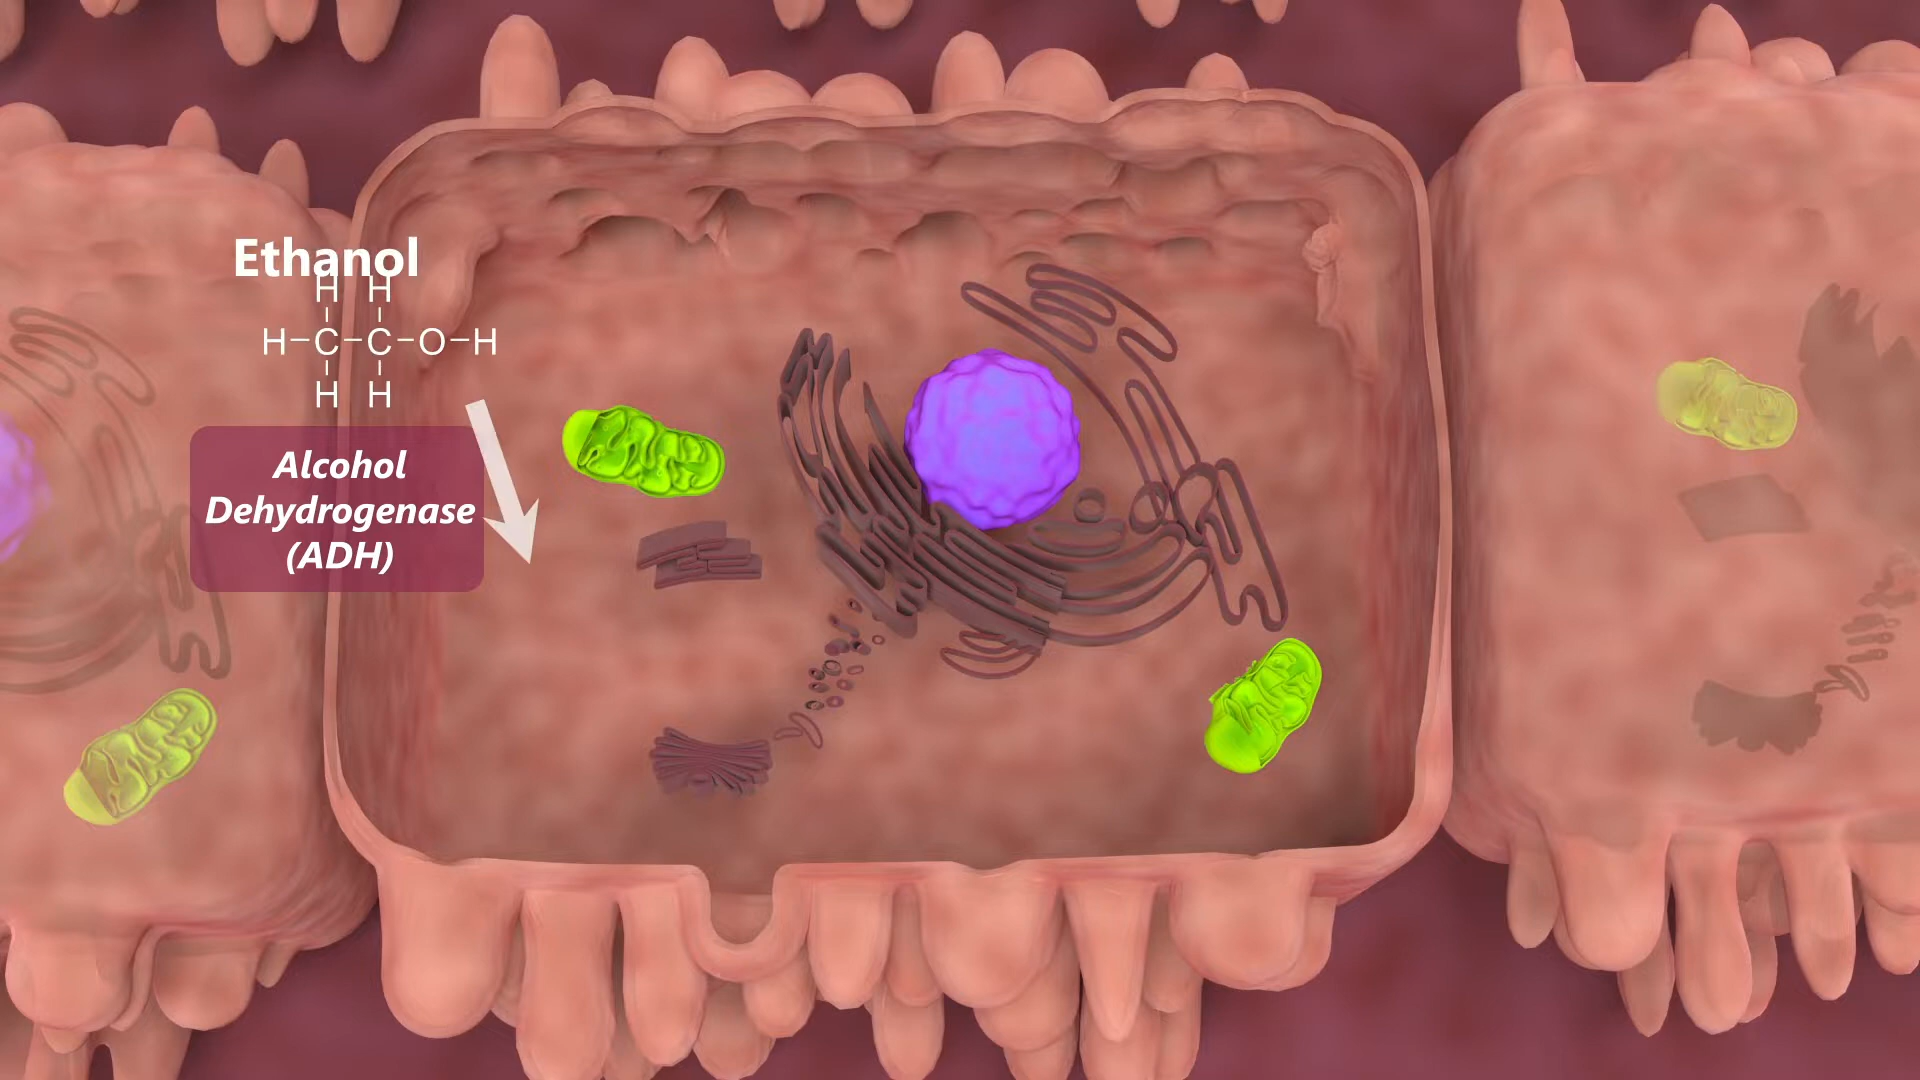 Ethanol
H H
H-C-C-O-H
H H
Alcohol
Dehydrogenase
(ADH)